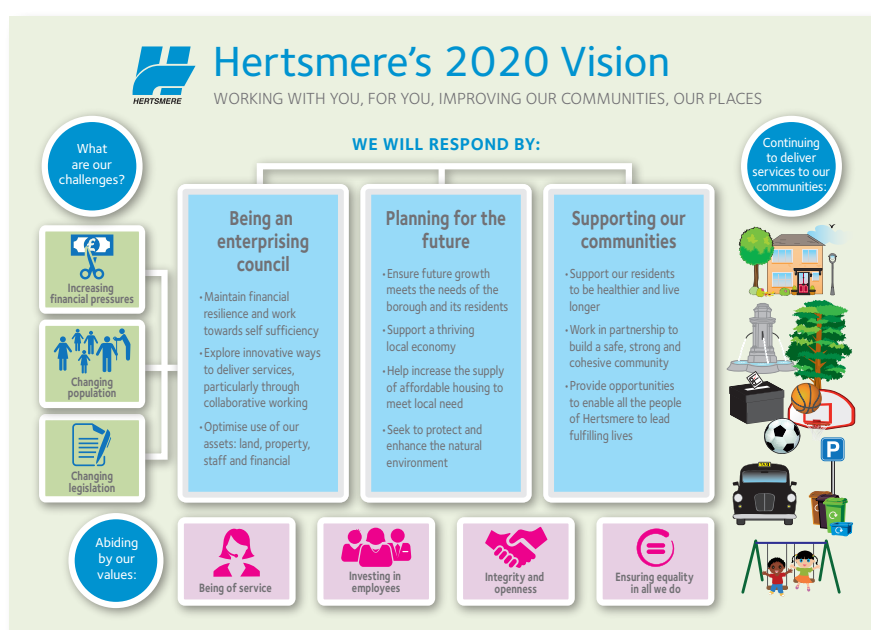 HERTSMERE
Hertsmere's 2020 Vision
WORKING WITH YOU, FOR YOU, IMPROVING OUR COMMUNITIES, OUR PLACES
What
are our
challenges?
Increasing
financial pressures
Changing
population
Changing
legislation
WE WILL RESPOND BY:
Being an
enterprising
council
• Maintain financial
resilience and work
towards self sufficiency
• Explore innovative ways
to deliver services,
particularly through
collaborative working
• Optimise use of our
assets: land, property,
staff and financial
Planning for the
future
• Ensure future growth
meets the needs of the
borough and its residents
• Support a thriving
local economy
• Help increase the supply
of affordable housing to
meet local need
• Seek to protect and
enhance the natural
environment
Supporting our
communities
• Support our residents
to be healthier and live
longer
• Work in partnership to
build a safe, strong and
cohesive community
• Provide opportunities
to enable all the people
of Hertsmere to lead
fulfilling lives
Continuing
to deliver
services to our
communities:
P
TAXI
Abiding
by our
values:
Being of service
Investing in
employees
Integrity and
openness
Ensuring equality
in all we do